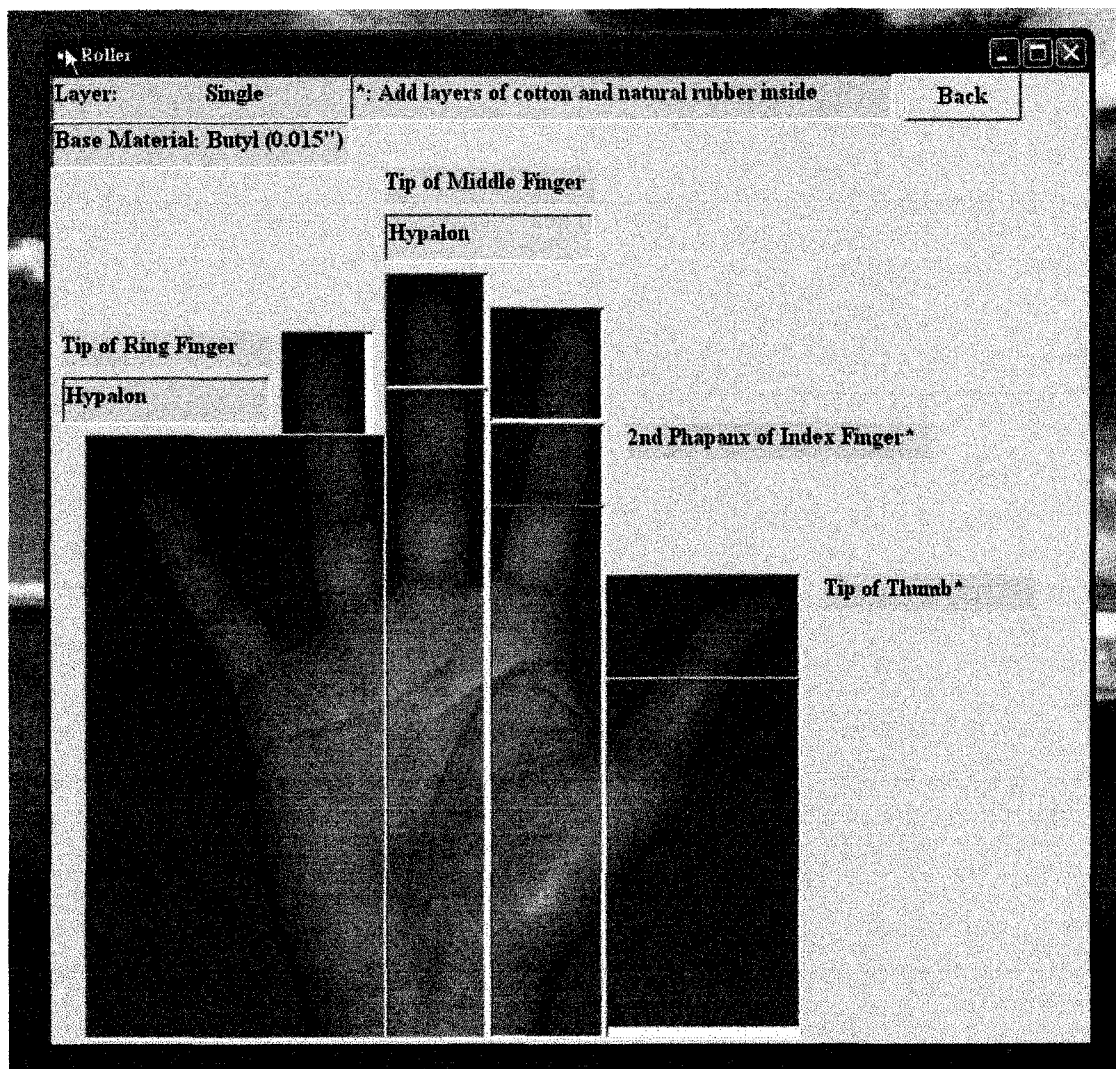 Roller
Layer: Single
*: Add layers of cotton and natural rubber inside
Back
Base Material: Butyl (0.015")
Tip of Middle Finger
Hypalon
Tip of Ring Finger
Hypalon
2nd Phapanx of Index Finger*
Tip of Thumb*